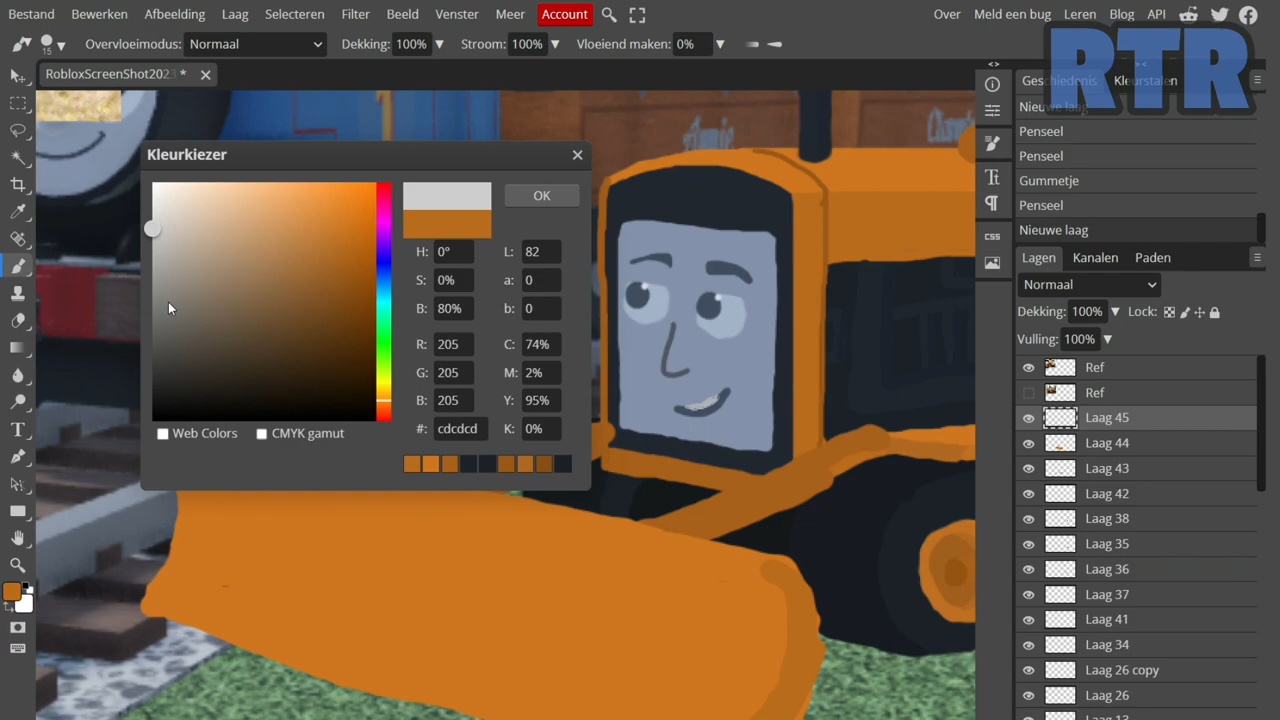 Bestand Bewerken Afbeelding Laag Selecteren Filter Beeld Venster Meer Account Over Meld een bug Leren Blog API
15 Overvloeimodus: Normaal Dekking: 100% Stroom: 100% Vloeiend maken: 0%
RTR
RobloxScreenShot2023 *
Geschiedenis Kleurstalen
Nieuwe laag
Penseel
Penseel
Gummetje
Penseel
Nieuwe laag
Kleurkiezer
OK
H: 0° L: 82
S: 0% a: 0
B: 80% b: 0
R: 205 C: 74%
G: 205 M: 2%
B: 205 Y: 95%
#: cdcdcd K: 0%
Web Colors CMYK gamut
CSS
Lagen Kanalen Paden
Normaal
Dekking: 100% Lock:
Vulling: 100%
Ref
Ref
Laag 45
Laag 44
Laag 43
Laag 42
Laag 38
Laag 35
Laag 36
Laag 37
Laag 41
Laag 34
Laag 26 copy
Laag 26
Laag 13